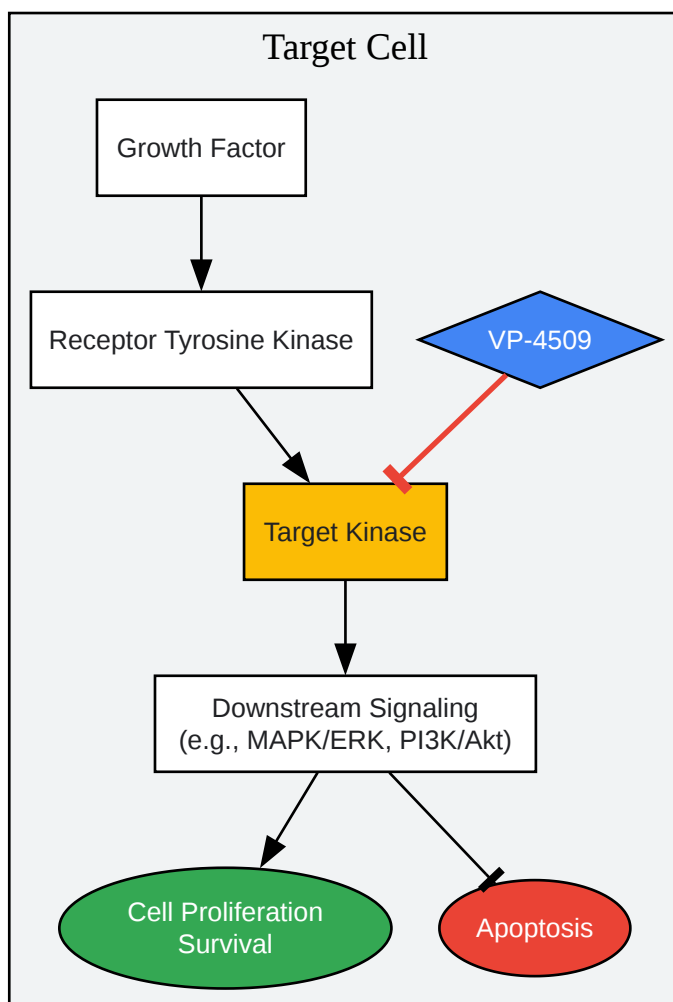 Target Cell
Growth Factor
Receptor Tyrosine Kinase
VP-4509
Target Kinase
Downstream Signaling
(e.g., MAPK/ERK, PI3K/Akt)
Cell Proliferation
Survival
Apoptosis